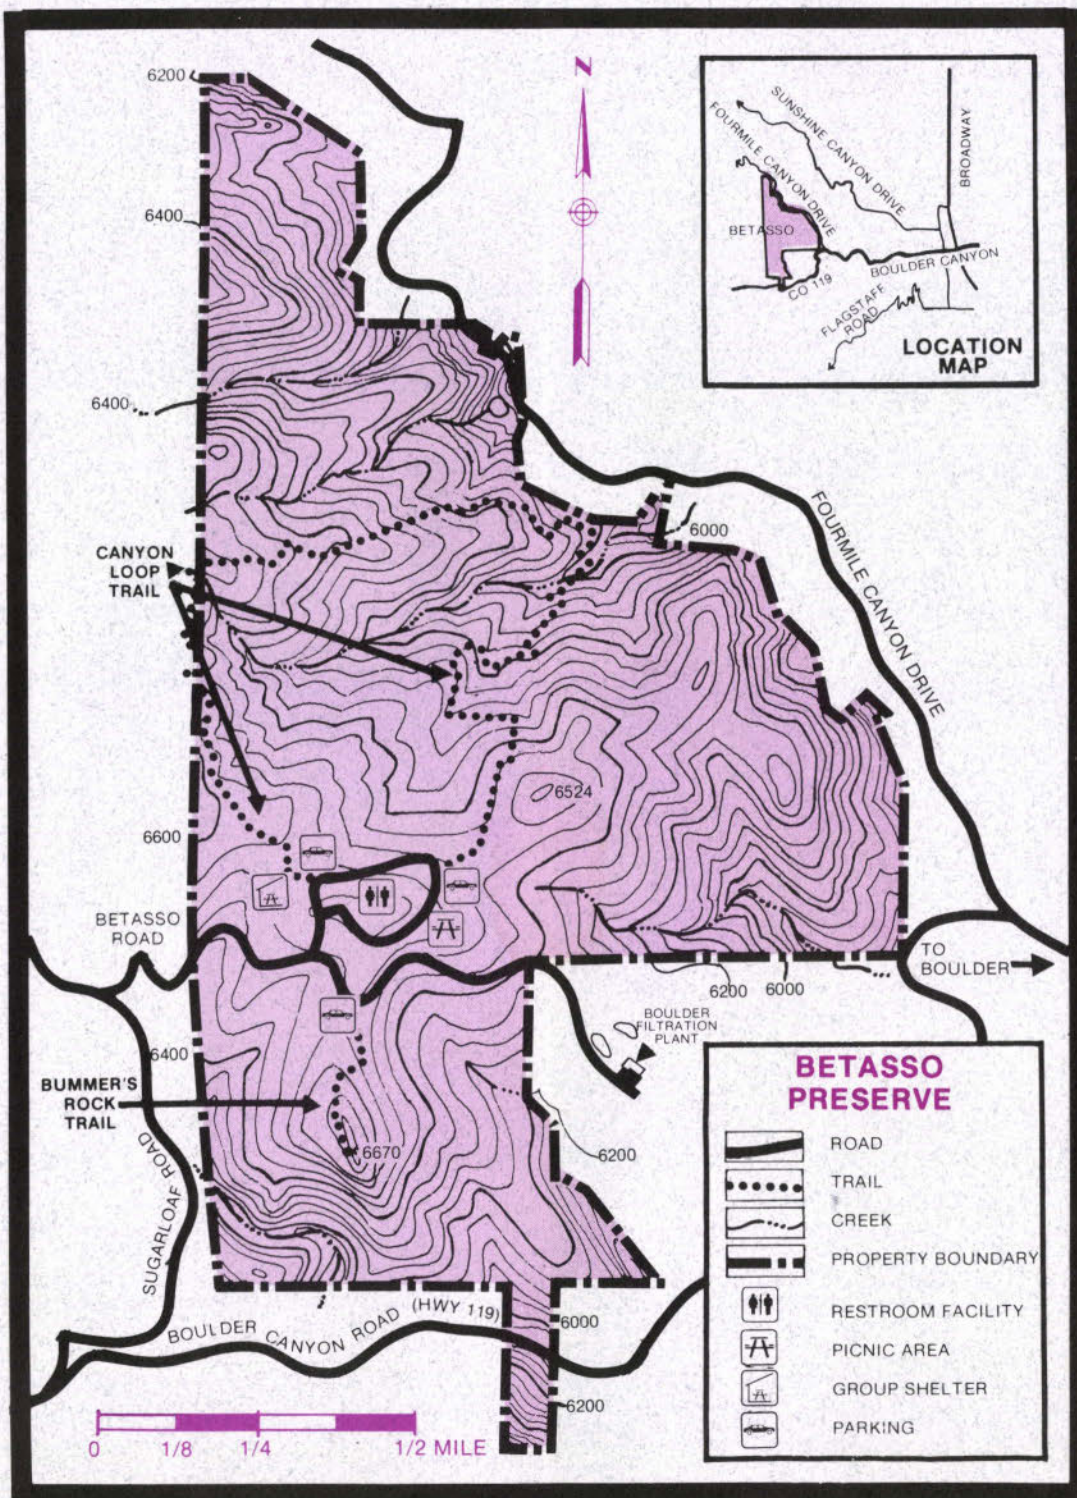 6200
N
SUNSHINE CANYON DRIVE
FOURMILE CANYON DRIVE
BROADWAY
BETASSO
BOULDER CANYON
CO 119
FLAGSTAFF
ROAD
LOCATION
MAP
6400
6400
6000
FOURMILE CANYON DRIVE
CANYON
LOOP
TRAIL
6524
6600
BETASSO
ROAD
TO
BOULDER
6200
6000
BOULDER
FILTRATION
PLANT
6400
BUMMER'S
ROCK
TRAIL
6670
6200
SUGARLOAF ROAD
BOULDER CANYON ROAD (HWY 119)
6000
6200
0 1/8 1/4 1/2 MILE
BETASSO
PRESERVE
ROAD
TRAIL
CREEK
PROPERTY BOUNDARY
RESTROOM FACILITY
PICNIC AREA
GROUP SHELTER
PARKING